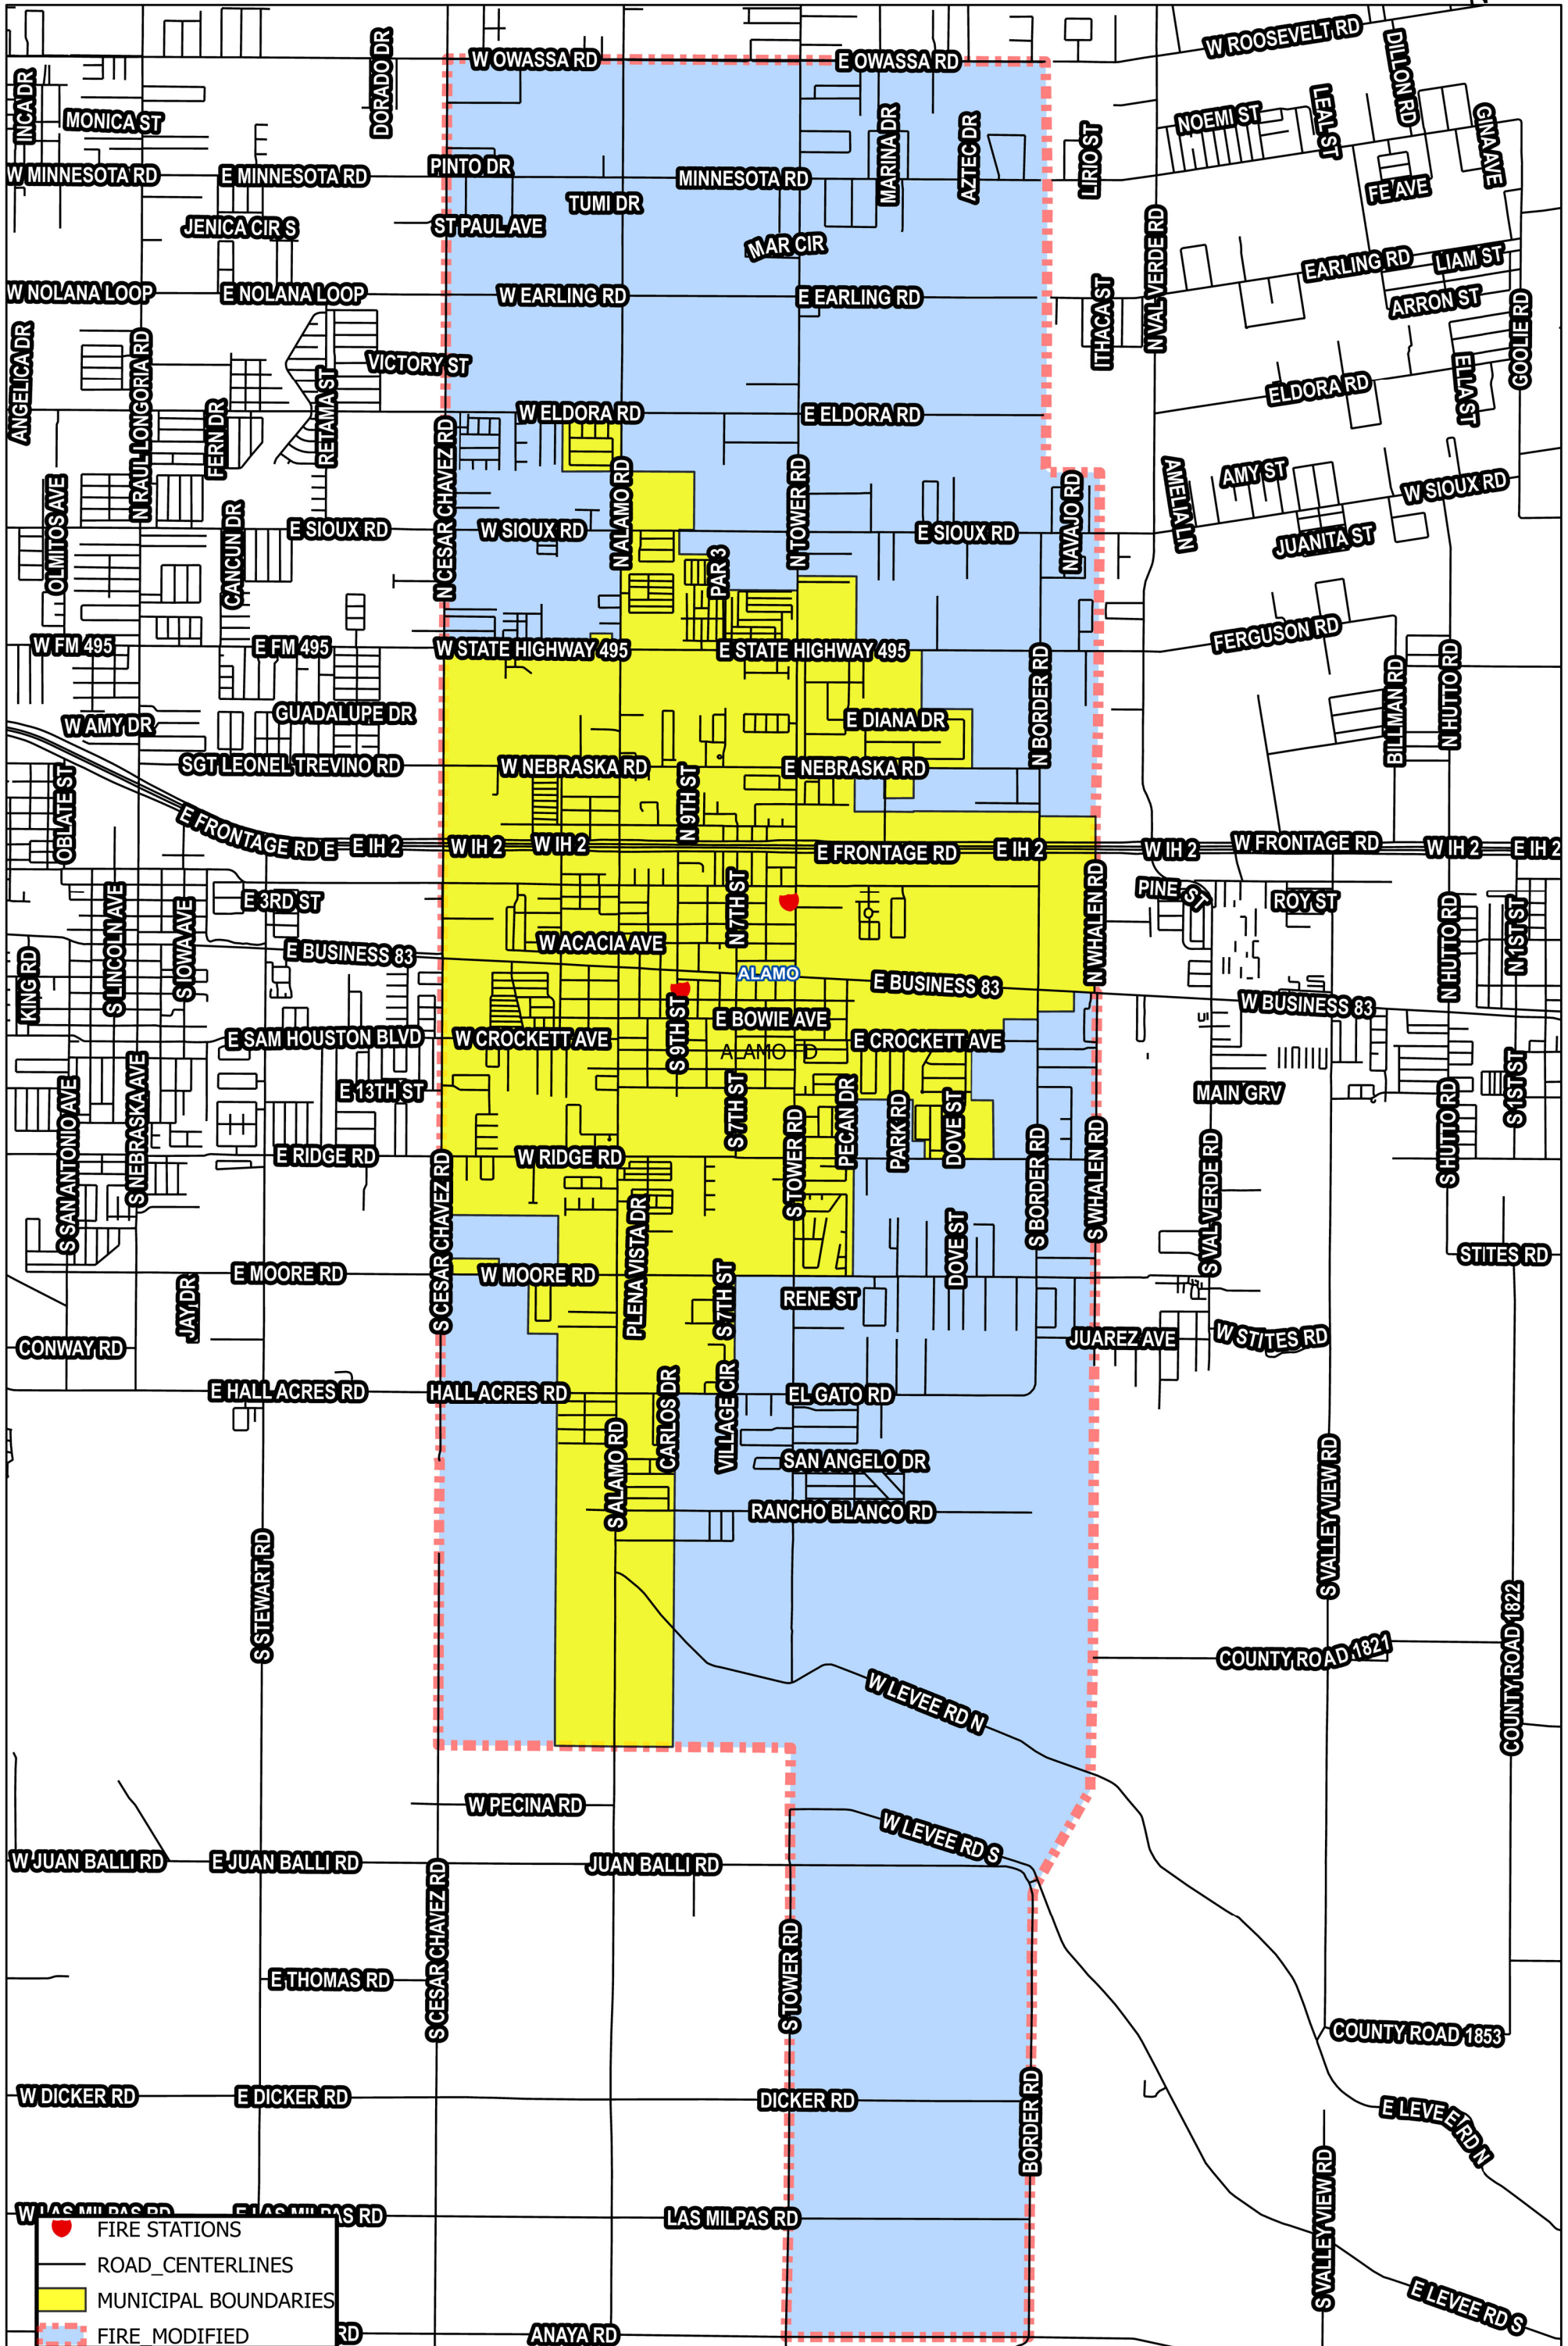 W OWASSA RD
E OWASSA RD
W ROOSEVELT RD
DILLON RD
DORADO DR
INCA DR
MONICA ST
MARINA DR
AZTEC DR
LIRIO ST
NOEMI ST
LEAL ST
GINA AVE
W MINNESOTA RD
E MINNESOTA RD
PINTO DR
MINNESOTA RD
TUMI DR
FE AVE
JENICA CIR S
ST PAUL AVE
MAR CIR
N VAL VERDE RD
EARLING RD
LIAM ST
W NOLANA LOOP
E NOLANA LOOP
W EARLING RD
E EARLING RD
ITHACA ST
ARRON ST
GOOLIE RD
ANGELICA DR
N RAUL LONGORIA RD
VICTORY ST
RETAMA ST
FERN DR
ELDORA RD
ELLA ST
W ELDORA RD
E ELDORA RD
N CESAR CHAVEZ RD
N ALAMO RD
N TOWER RD
NAVAJO RD
AMELIA LN
AMY ST
W SIOUX RD
OLMITOS AVE
CANCUN DR
E SIOUX RD
W SIOUX RD
E SIOUX RD
JUANITA ST
PAR 3
W FM 495
E FM 495
W STATE HIGHWAY 495
E STATE HIGHWAY 495
FERGUSON RD
N BORDER RD
BILLMAN RD
N HUTTO RD
W AMY DR
GUADALUPE DR
E DIANA DR
SGT LEONEL TREVINO RD
W NEBRASKA RD
E NEBRASKA RD
N 9TH ST
OBLATE ST
E FRONTAGE RD E
E IH 2
W IH 2
W IH 2
E FRONTAGE RD
E IH 2
W IH 2
W FRONTAGE RD
W IH 2
E IH 2
E 3RD ST
N 7TH ST
N WHALEN RD
PINE ST
ROY ST
S LINCOLN AVE
S IOWA AVE
KING RD
E BUSINESS 83
W ACACIA AVE
ALAMO
E BUSINESS 83
W BUSINESS 83
N HUTTO RD
N 1ST ST
E BOWIE AVE
E SAM HOUSTON BLVD
W CROCKETT AVE
S 9TH ST
ALAMO FD
E CROCKETT AVE
E 13TH ST
S 7TH ST
PECAN DR
PARK RD
DOVE ST
MAIN GRV
S 1ST ST
S SAN ANTONIO AVE
S NEBRASKA AVE
S HUTTO RD
E RIDGE RD
W RIDGE RD
S TOWER RD
S BORDER RD
S WHALEN RD
S VAL VERDE RD
S CESAR CHAVEZ RD
PLENA VISTA DR
DOVE ST
STITES RD
E MOORE RD
W MOORE RD
S 7TH ST
RENE ST
JAY DR
CONWAY RD
JUAREZ AVE
W STITES RD
E HALL ACRES RD
HALL ACRES RD
CARLOS DR
VILLAGE CIR
EL GATO RD
S ALAMO RD
SAN ANGELO DR
RANCHO BLANCO RD
S STEWART RD
S VALLEY VIEW RD
COUNTY ROAD 1821
COUNTY ROAD 1822
W LEVEE RD N
W PECINA RD
W LEVEE RD S
W JUAN BALLI RD
E JUAN BALLI RD
JUAN BALLI RD
S CESAR CHAVEZ RD
S TOWER RD
E THOMAS RD
COUNTY ROAD 1853
W DICKER RD
E DICKER RD
DICKER RD
BORDER RD
E LEVEE RD N
S VALLEY VIEW RD
W LAS MILPAS RD
E LAS MILPAS RD
LAS MILPAS RD
E LEVEE RD S
ANAYA RD
RD
FIRE STATIONS
ROAD_CENTERLINES
MUNICIPAL BOUNDARIES
FIRE_MODIFIED